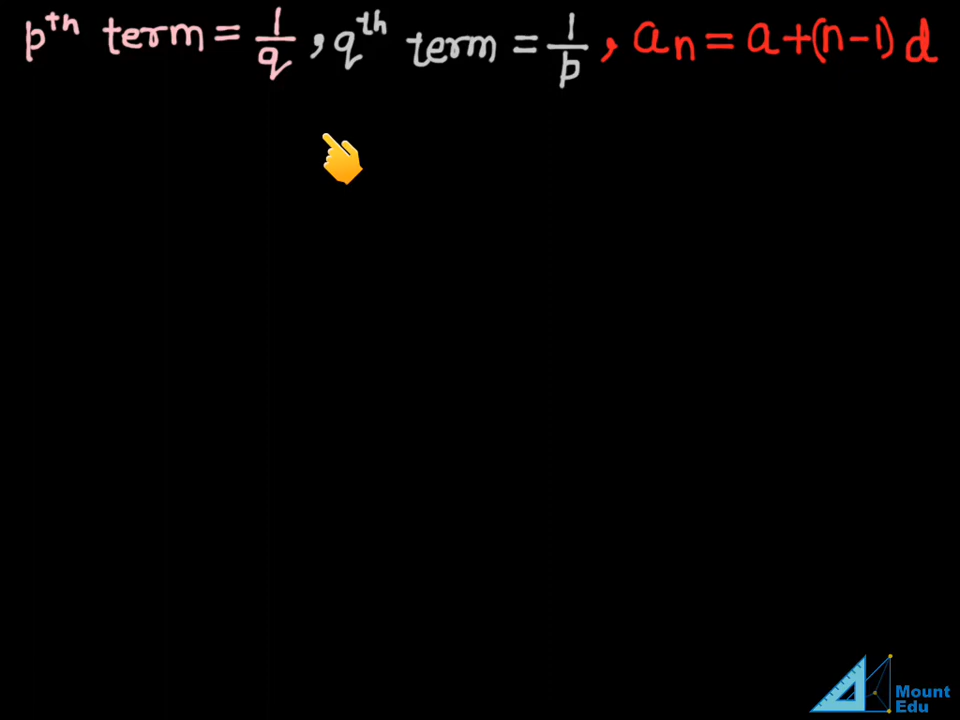 pᵗʰ term = 1/q, qᵗʰ term = 1/p, aₙ = a+(n-1) d
Mount
Edu